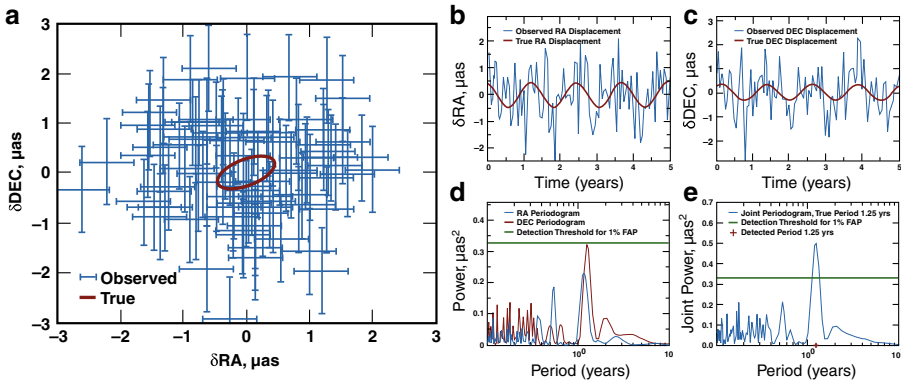 a
δDEC, μas
3
2
1
0
−1
−2
−3
−3
−2
−1
0
1
2
3
δRA, μas
Observed
True
b
Observed RA Displacement
True RA Displacement
δRA, μas
2
1
0
−1
−2
0
1
2
3
4
5
Time (years)
c
Observed DEC Displacement
True DEC Displacement
δDEC, μas
2
1
0
−1
−2
0
1
2
3
4
5
Time (years)
d
RA Periodogram
DEC Periodogram
Detection Threshold for 1% FAP
Power, μas²
0.4
0.3
0.2
0.1
0
10⁰
10
Period (years)
e
Joint Periodogram, True Period 1.25 yrs
Detection Threshold for 1% FAP
Detected Period 1.25 yrs
Joint Power, μas²
0.7
0.6
0.5
0.4
0.3
0.2
0.1
0
10⁰
10
Period (years)